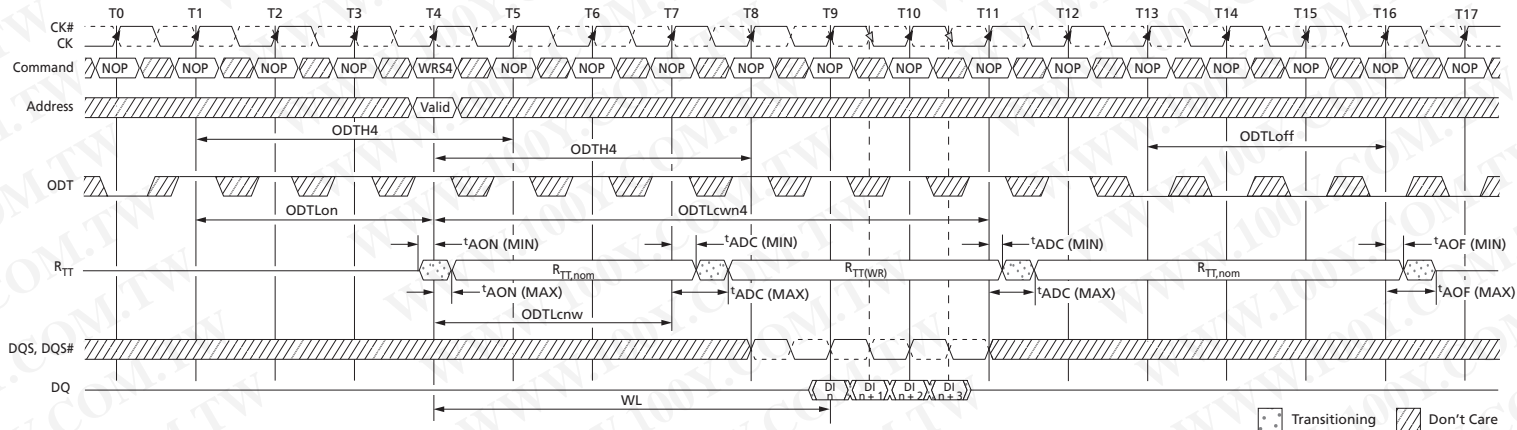 T0 T1 T2 T3 T4 T5 T6 T7 T8 T9 T10 T11 T12 T13 T14 T15 T16 T17
CK#
CK
Command NOP NOP NOP NOP WRS4 NOP NOP NOP NOP NOP NOP NOP NOP NOP NOP NOP NOP NOP
Address Valid
ODTH4 ODTLoff
ODTH4
ODT
ODTLon ODTLcwn4
tAON (MIN) tADC (MIN) tADC (MIN) tAOF (MIN)
RTT RTT,nom RTT(WR) RTT,nom
tAON (MAX) tADC (MAX) tADC (MAX) tAOF (MAX)
ODTLcnw
DQS, DQS#
DQ DI n DI n + 1 DI n + 2 DI n + 3
WL
Transitioning Don't Care
WWW.100Y.COM.TW